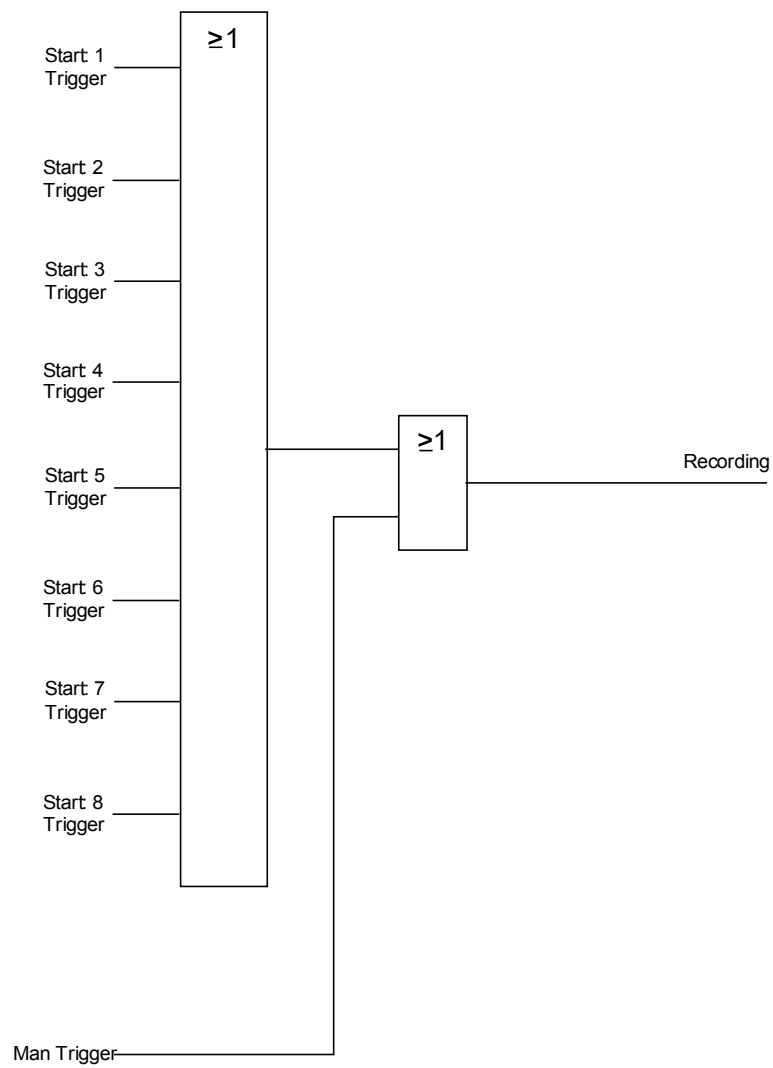 ≥1
Start: 1
Trigger
Start: 2
Trigger
Start: 3
Trigger
Start: 4
Trigger
≥1
Recording
Start: 5
Trigger
Start: 6
Trigger
Start: 7
Trigger
Start: 8
Trigger
Man Trigger